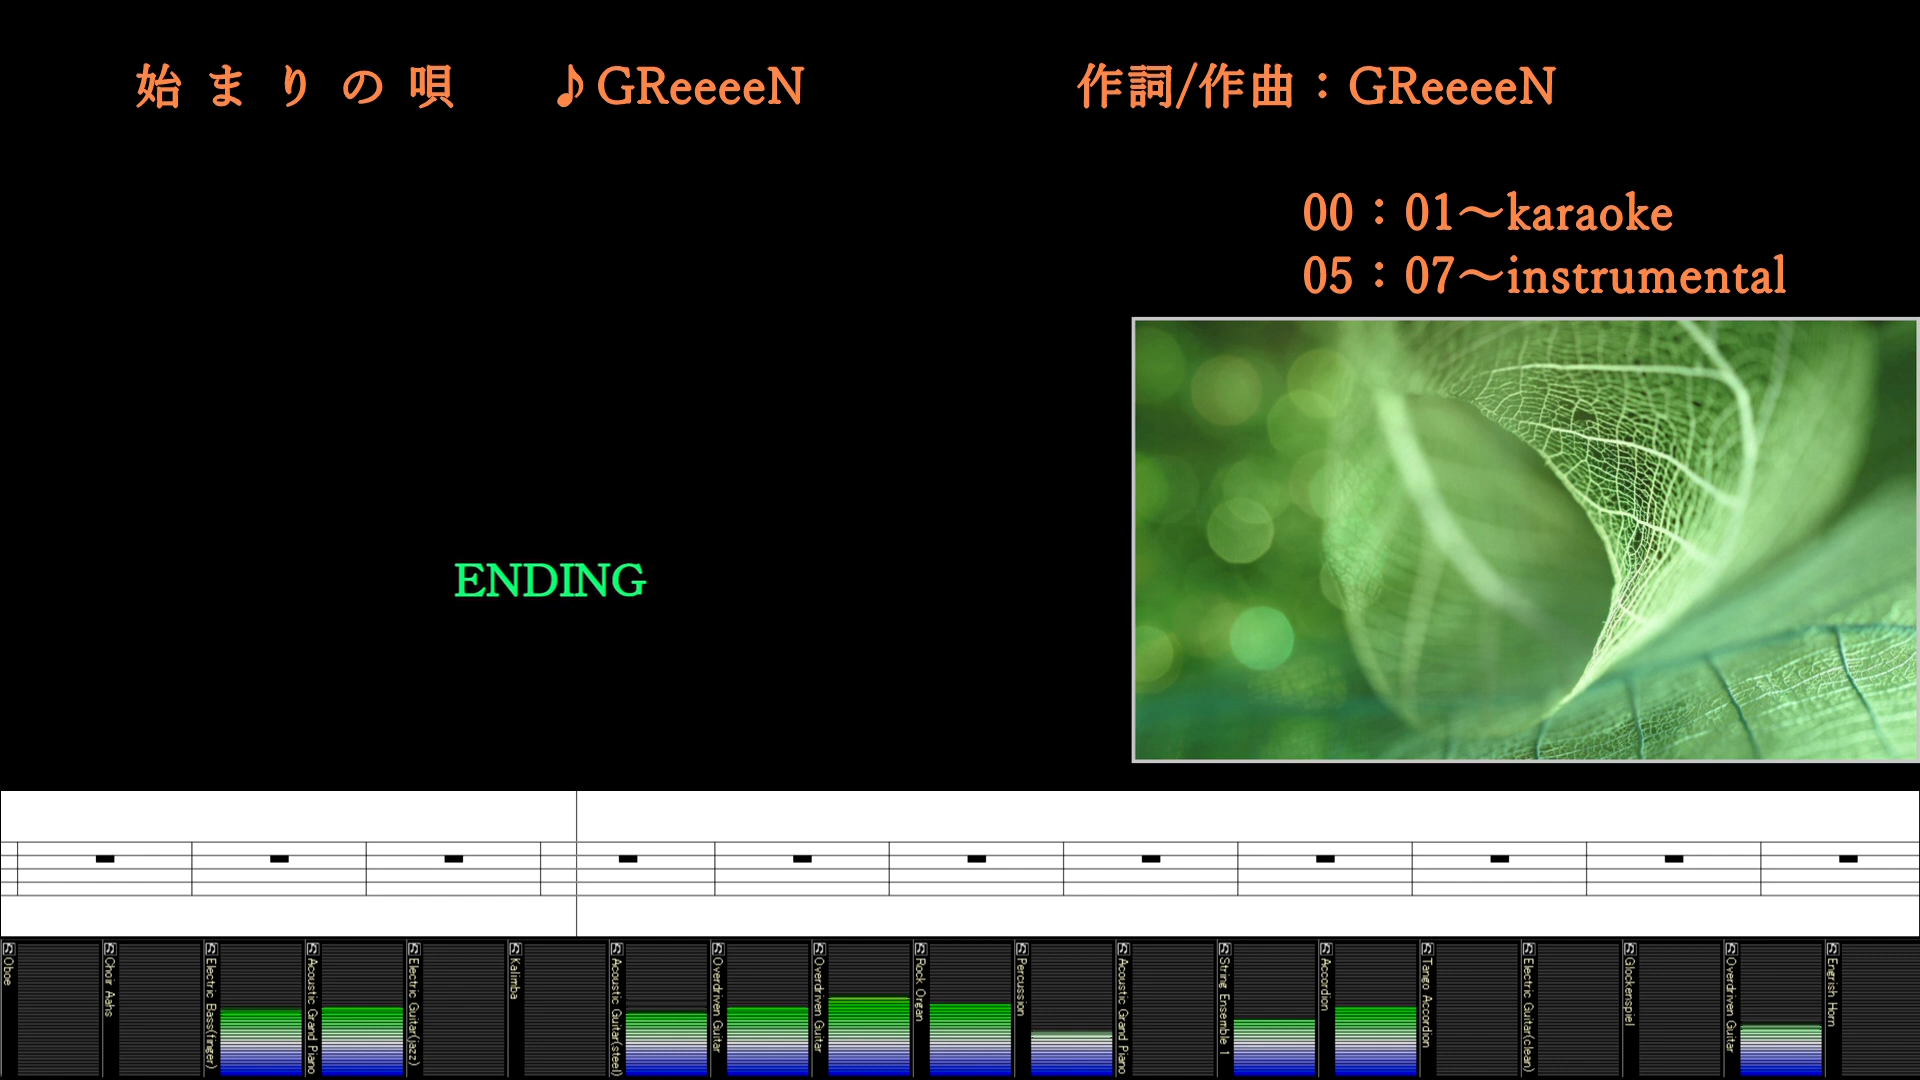 始まりの唄 ♪GReeeeN 作詞/作曲：GReeeeN
00：01～karaoke
05：07～instrumental
ENDING
Oboe
Choir Aahs
Electric Bass(finger)
Acoustic Grand Piano
Electric Guitar(jazz)
Kalimba
Acoustic Guitar(steel)
Overdriven Guitar
Overdriven Guitar
Rock Organ
Percussion
Acoustic Grand Piano
String Ensemble 1
Accordion
Tango Accordion
Electric Guitar(clean)
Glockenspiel
Overdriven Guitar
Engrish Horn